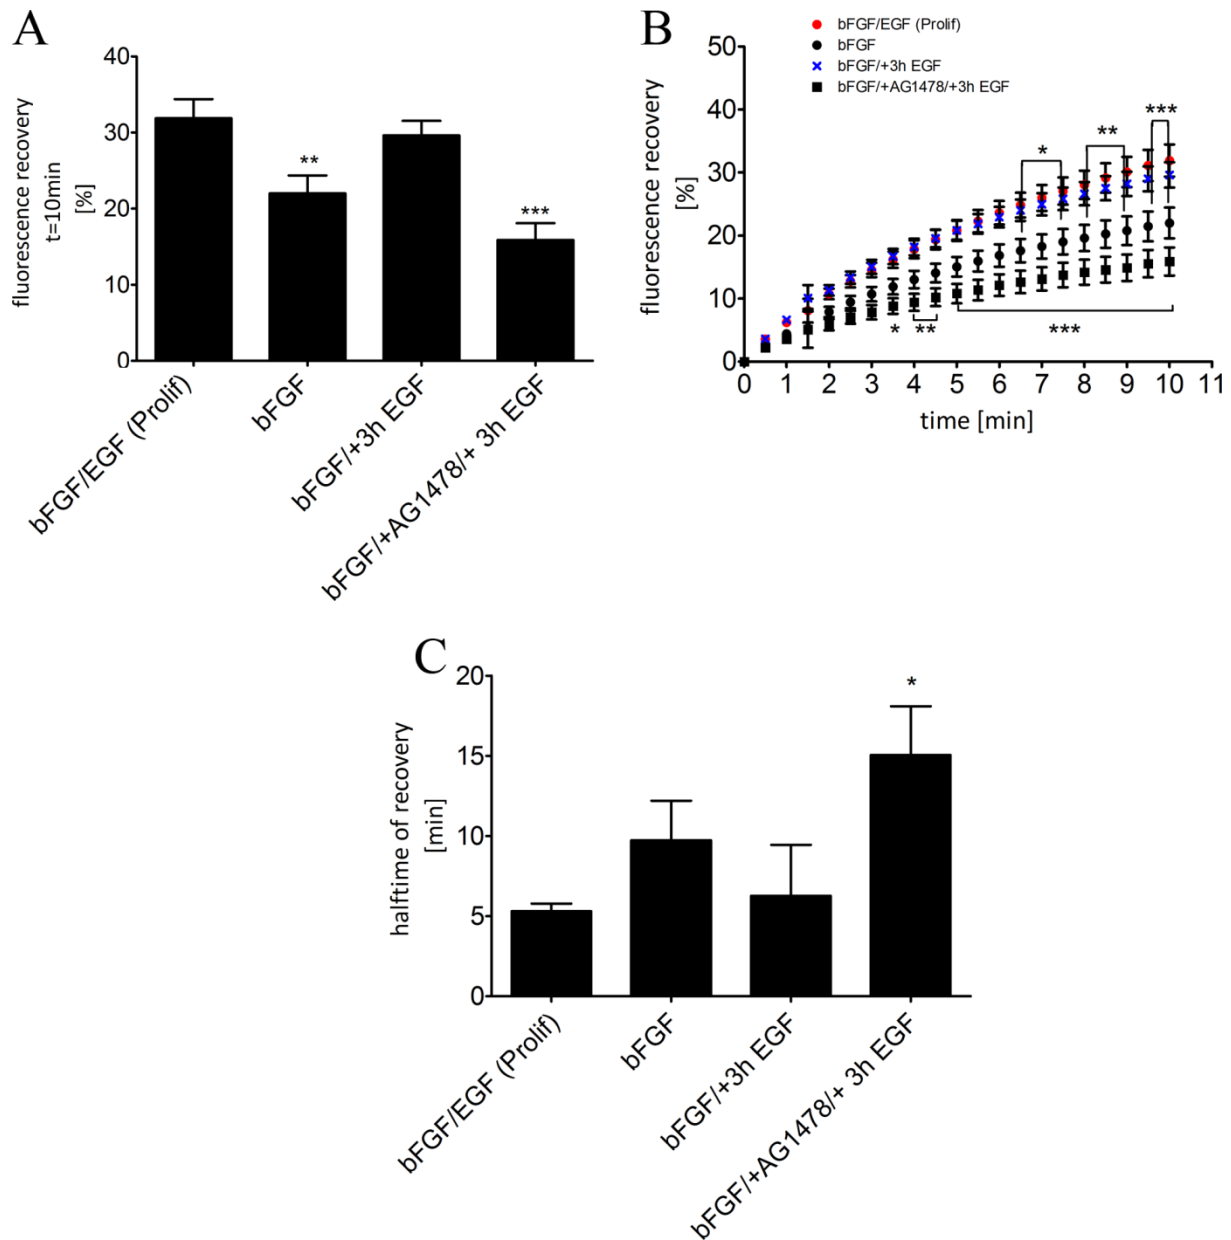 A
fluorescence recovery
t=10min
[%]
40
30
20
10
0
**
***
bFGF/EGF (Prolif)
bFGF
bFGF/+3h EGF
bFGF/+AG1478/+ 3h EGF
B
bFGF/EGF (Prolif)
bFGF
bFGF/+3h EGF
bFGF/+AG1478/+3h EGF
fluorescence recovery
[%]
50
40
30
20
10
0
*
**
***
*
**
***
0 1 2 3 4 5 6 7 8 9 10 11
time [min]
C
halftime of recovery
[min]
20
15
10
5
0
*
bFGF/EGF (Prolif)
bFGF
bFGF/+3h EGF
bFGF/+AG1478/+ 3h EGF